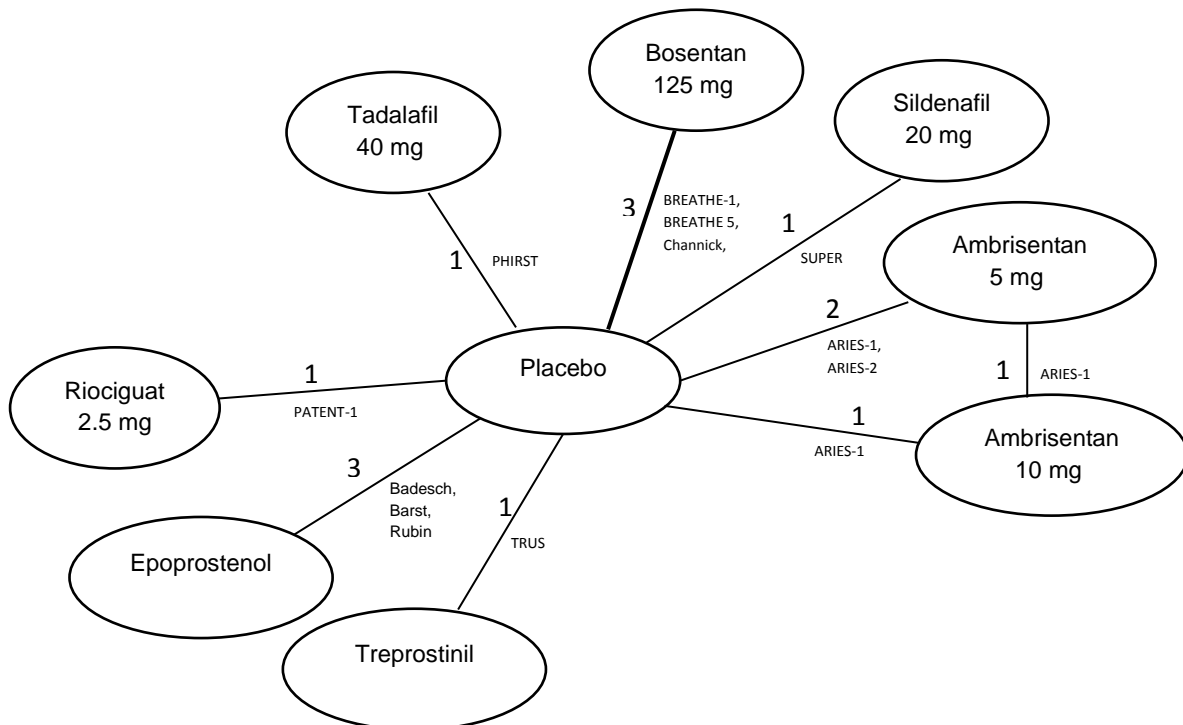 Bosentan
125 mg
Tadalafil
40 mg
Sildenafil
20 mg
3
BREATHE-1,
BREATHE 5,
Channick,
1
SUPER
1
PHIRST
Ambrisentan
5 mg
2
ARIES-1,
ARIES-2
Placebo
1
ARIES-1
Riociguat
2.5 mg
1
PATENT-1
1
ARIES-1
Ambrisentan
10 mg
3
Badesch,
Barst,
Rubin
1
TRUS
Epoprostenol
Treprostinil